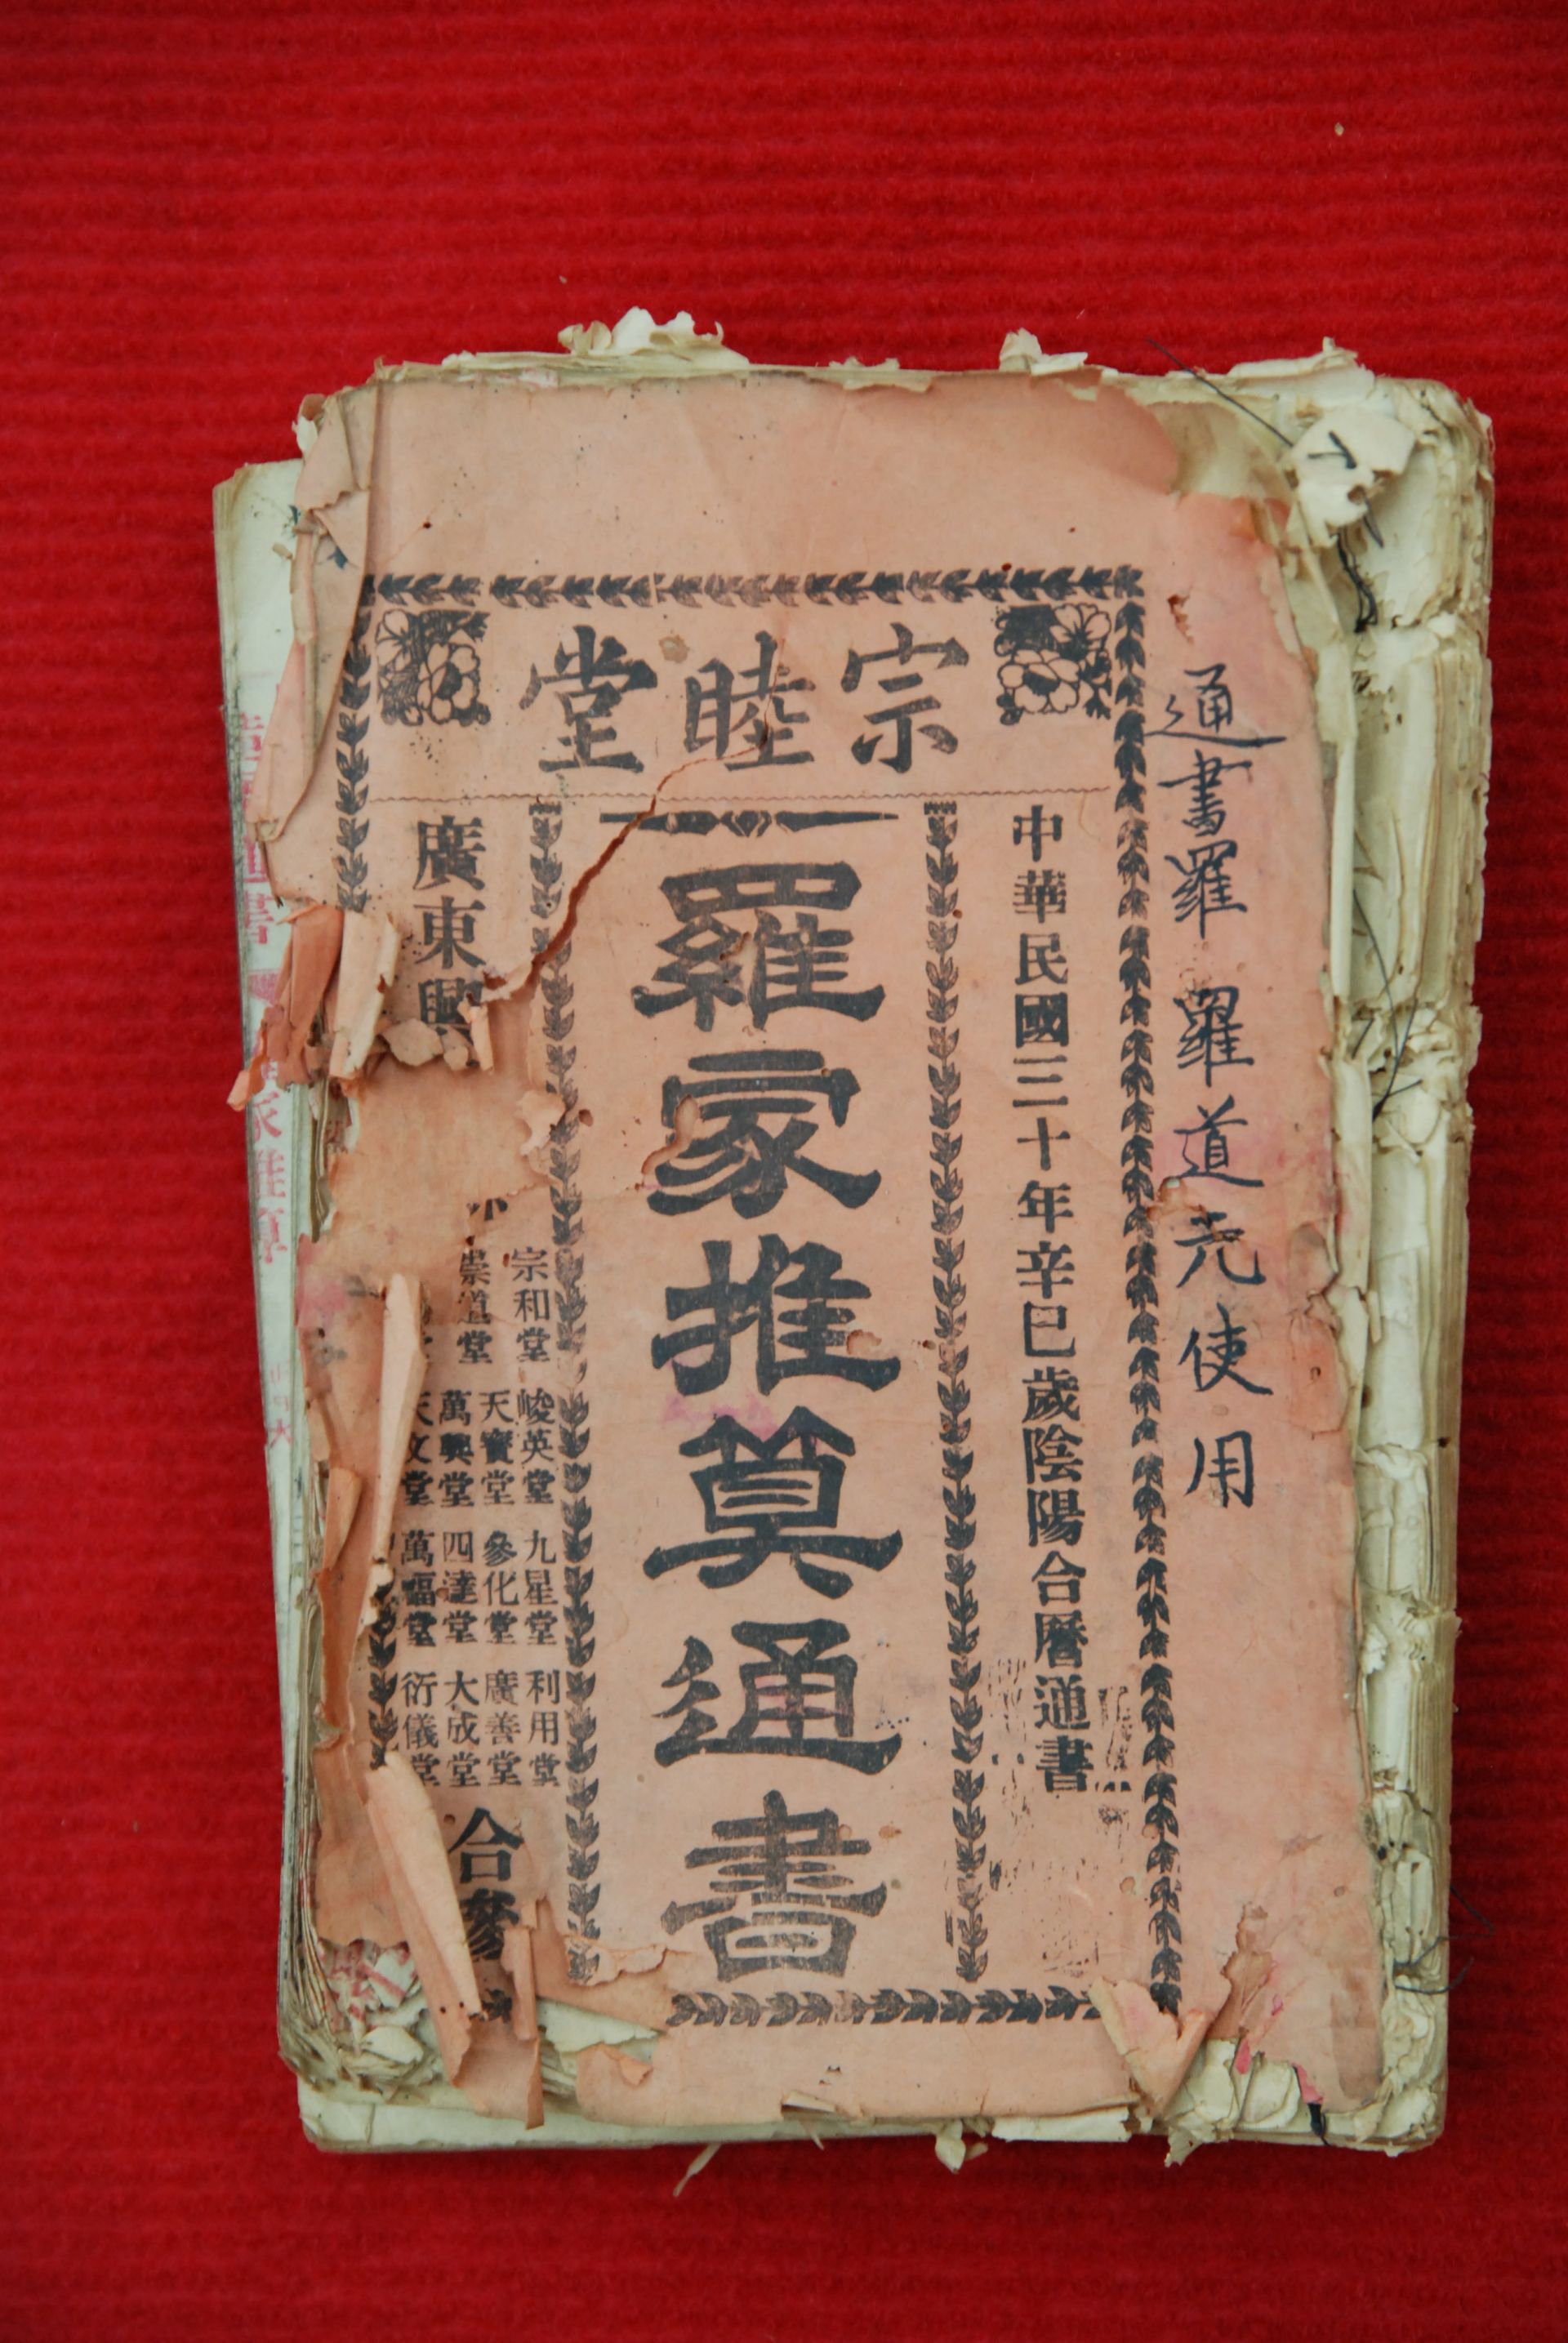 宗睦堂
通書羅 羅道元使用
中華民國三十年辛巳歲陰陽合曆通書
羅家推算通書
廣東興
宗和堂 峻英堂 九星堂 利用堂
崇道堂 天寶堂 參化堂 廣善堂
萬興堂 四達堂 大成堂
天文堂 萬福堂 衍儀堂
合參